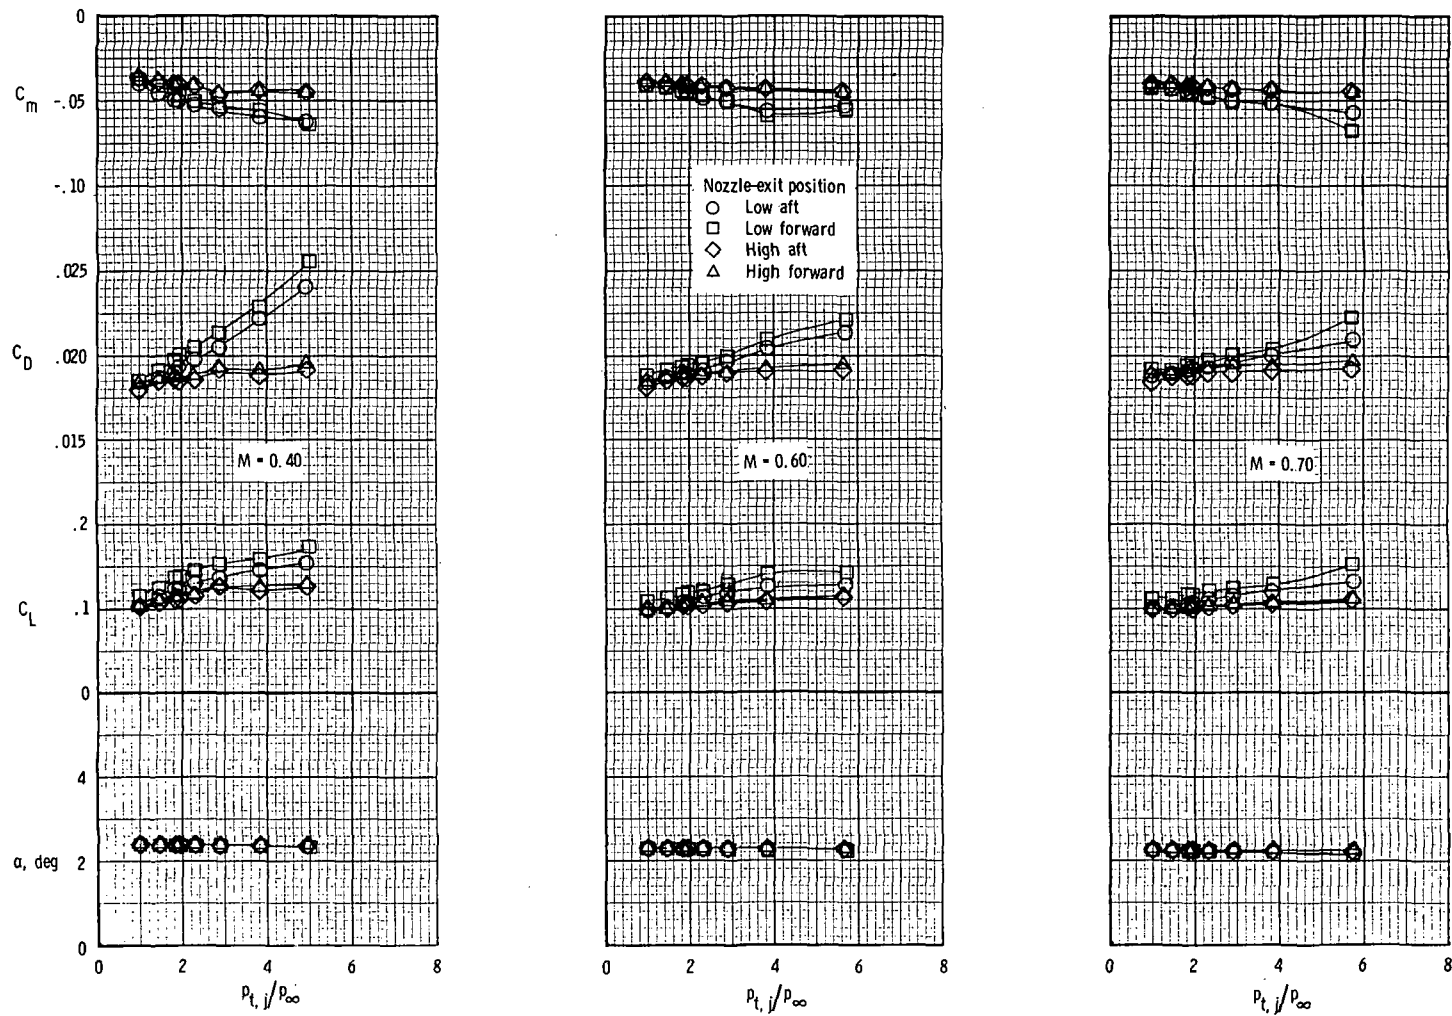 0
C_m
-.05
-.10
.025
C_D
.020
.015
.2
C_L
.1
0
4
α, deg
2
0
0 2 4 6 8
p_t, j/p_∞
M = 0.40
Nozzle-exit position
○ Low aft
□ Low forward
◇ High aft
△ High forward
M = 0.60
0 2 4 6 8
p_t, j/p_∞
M = 0.70
0 2 4 6 8
p_t, j/p_∞